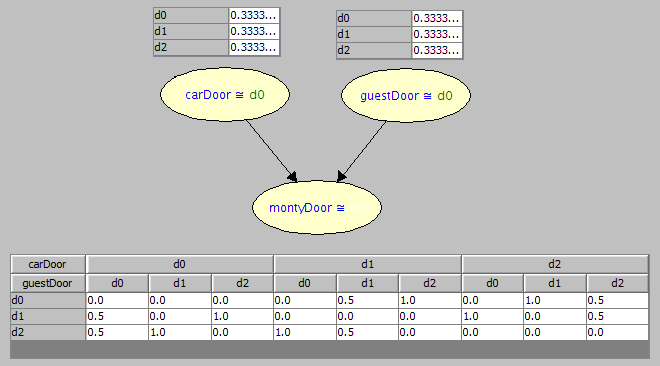 d0 0.3333...
d1 0.3333...
d2 0.3333...
d0 0.3333...
d1 0.3333...
d2 0.3333...
carDoor ≅ d0
guestDoor ≅ d0
montyDoor ≅
carDoor d0 d1 d2
guestDoor d0 d1 d2 d0 d1 d2 d0 d1 d2
d0 0.0 0.0 0.0 0.0 0.5 1.0 0.0 1.0 0.5
d1 0.5 0.0 1.0 0.0 0.0 0.0 1.0 0.0 0.5
d2 0.5 1.0 0.0 1.0 0.5 0.0 0.0 0.0 0.0